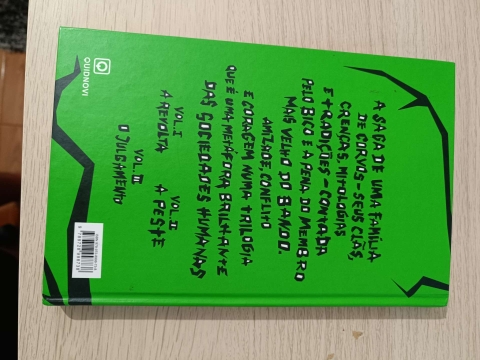 A SAGA DE UMA FAMÍLIA
DE CORVOS - SEUS CLÃS,
CRENÇAS, MITOLOGIAS
E TRADIÇÕES - CONTADA
PELO BICO E A PENA DO MEMBRO
MAIS VELHO DO BANDO.
AMIZADE, CONFLITO
E CORAGEM NUMA TRILOGIA
QUE É UMA METÁFORA BRILHANTE
DAS SOCIEDADES HUMANAS
VOL. I
A REVOLTA
VOL. II
A PESTE
VOL. III
O JULGAMENTO
QUIDNOVI